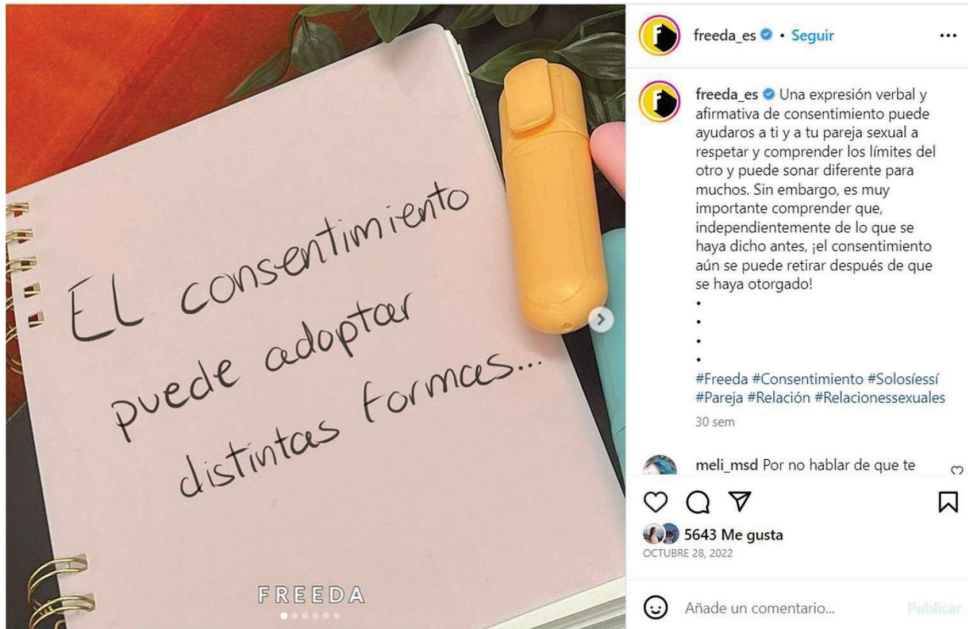 El consentimiento
puede adoptar
distintas formas...
FREEDA
freeda_es • Seguir
freeda_es Una expresión verbal y
afirmativa de consentimiento puede
ayudaros a ti y a tu pareja sexual a
respetar y comprender los límites del
otro y puede sonar diferente para
muchos. Sin embargo, es muy
importante comprender que,
independientemente de lo que se
haya dicho antes, ¡el consentimiento
aún se puede retirar después de que
se haya otorgado!
•
•
•
•
#Freeda #Consentimiento #Solosíessí
#Pareja #Relación #Relacionessexuales
30 sem
meli_msd Por no hablar de que te
5643 Me gusta
OCTUBRE 28, 2022
Añade un comentario...
Publicar